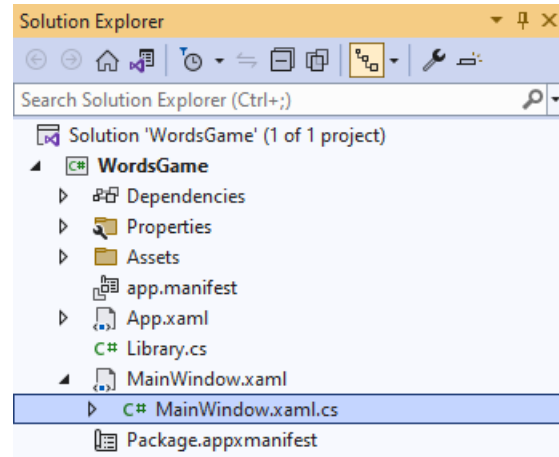 Solution Explorer
Search Solution Explorer (Ctrl+;)
Solution 'WordsGame' (1 of 1 project)
C# WordsGame
Dependencies
Properties
Assets
app.manifest
App.xaml
C# Library.cs
MainWindow.xaml
C# MainWindow.xaml.cs
Package.appxmanifest